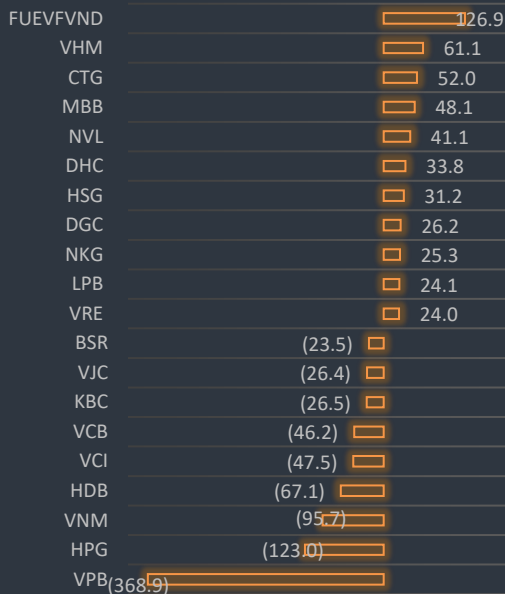 FUEVFVND 126.9
VHM 61.1
CTG 52.0
MBB 48.1
NVL 41.1
DHC 33.8
HSG 31.2
DGC 26.2
NKG 25.3
LPB 24.1
VRE 24.0
BSR (23.5)
VJC (26.4)
KBC (26.5)
VCB (46.2)
VCI (47.5)
HDB (67.1)
VNM (95.7)
HPG (123.0)
VPB (368.9)